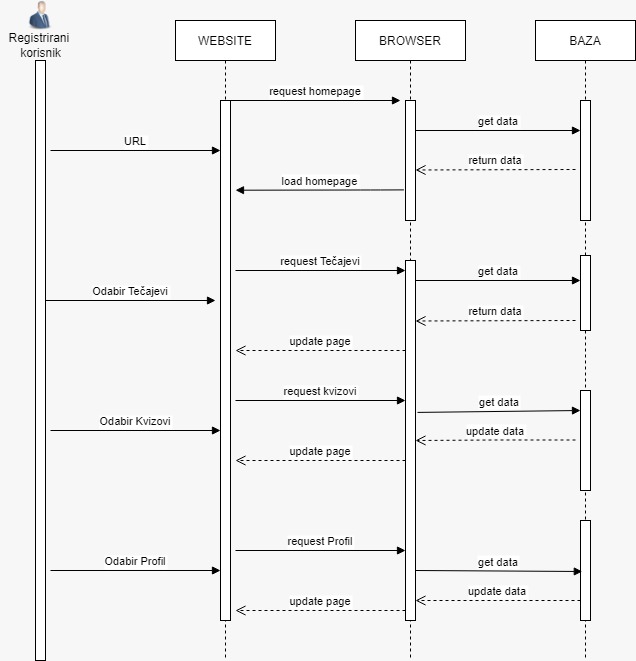 Registrirani
korisnik
WEBSITE
BROWSER
BAZA
request homepage
get data
URL
return data
load homepage
request Tečajevi
get data
Odabir Tečajevi
return data
update page
request kvizovi
get data
Odabir Kvizovi
update data
update page
request Profil
get data
Odabir Profil
update data
update page